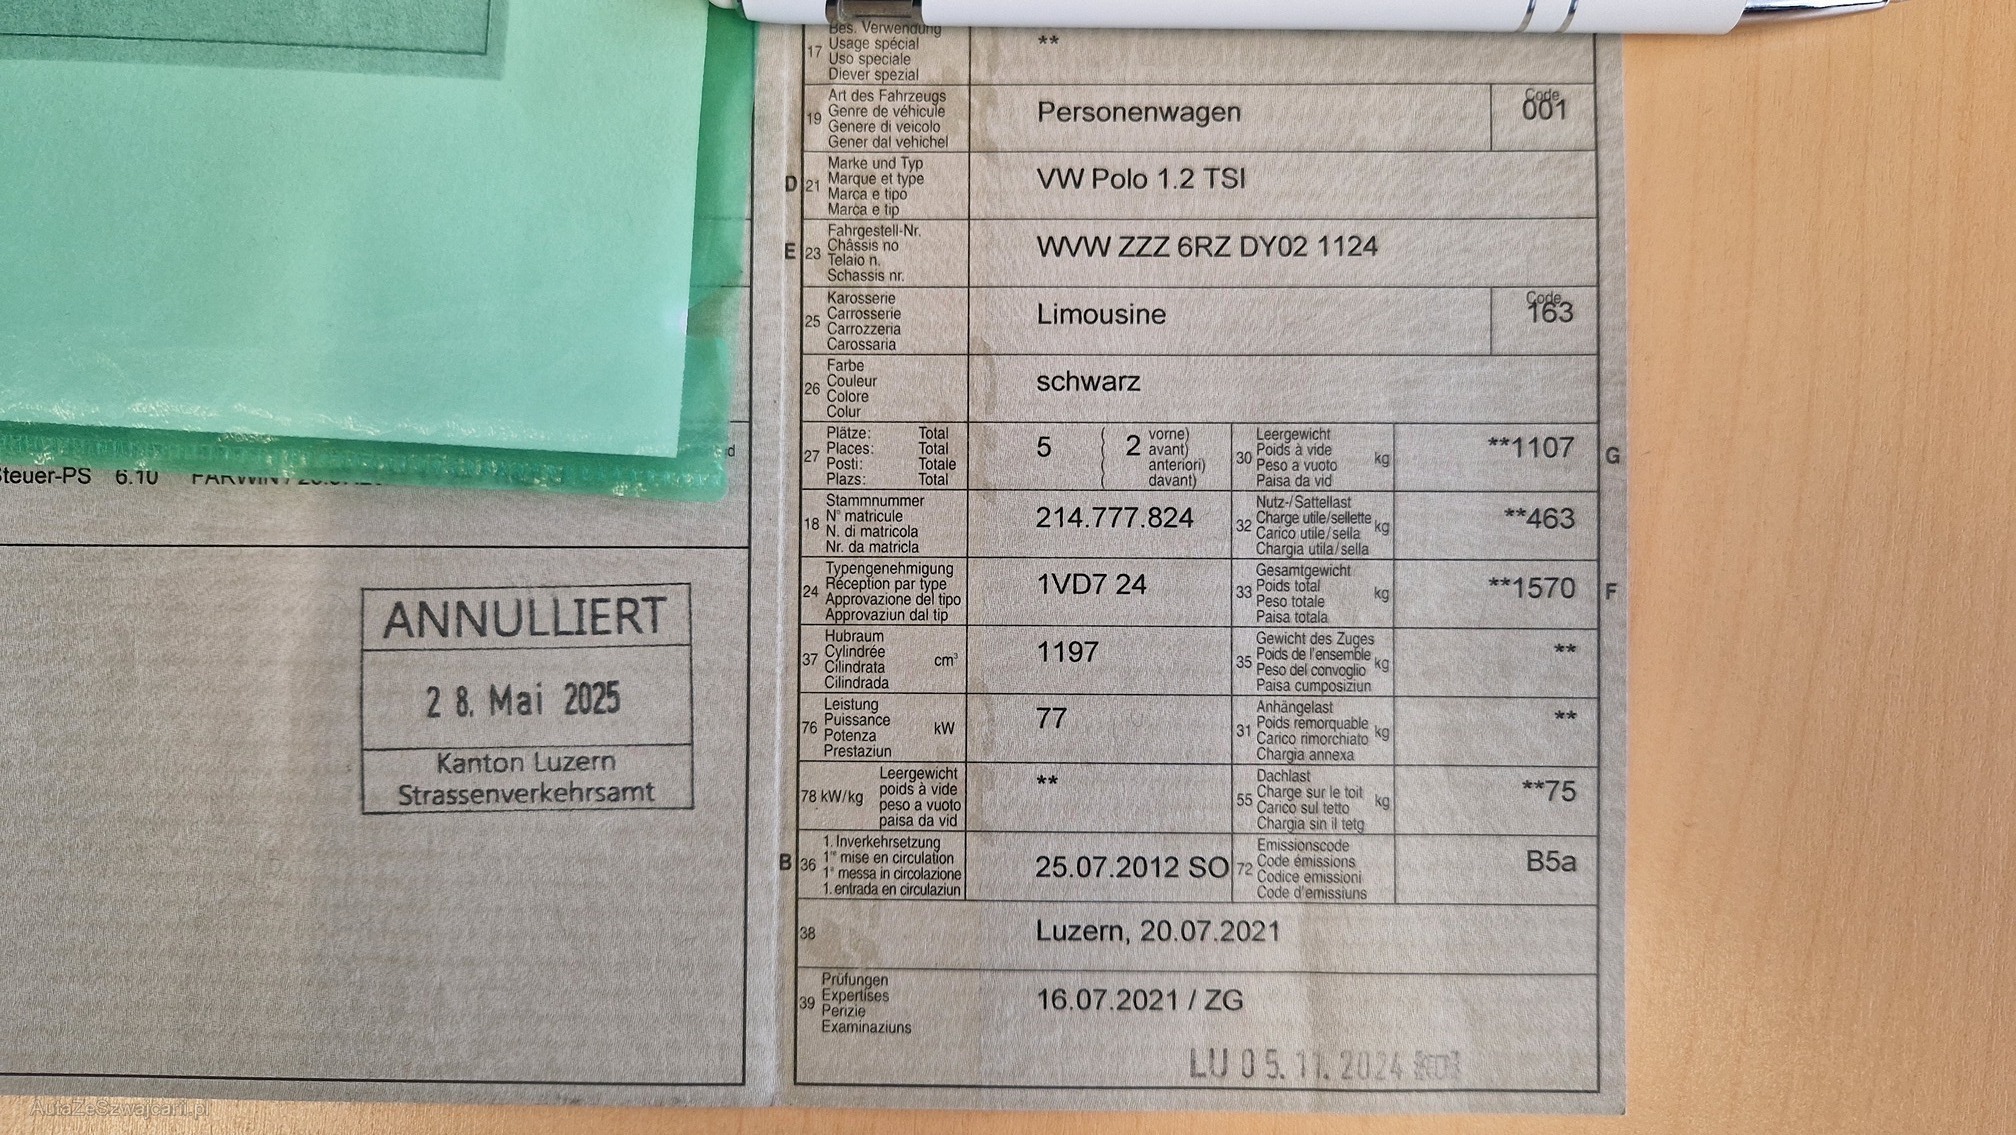 Steuer-PS 6.10
ANNULLIERT
28. Mai 2025
Kanton Luzern
Strassenverkehrsamt
Bes. Verwendung
17 Usage spécial **
Uso speciale
Diever spezial
Art des Fahrzeugs Code
19 Genre de véhicule Personenwagen 001
Genere di veicolo
Gener dal vehichel
Marke und Typ
D 21 Marque et type VW Polo 1.2 TSI
Marca e tipo
Marca e tip
Fahrgestell-Nr.
E 23 Châssis no WVW ZZZ 6RZ DY02 1124
Telaio n.
Schassis nr.
Karosserie Code
25 Carrosserie Limousine 163
Carrozzeria
Carossaria
Farbe
26 Couleur schwarz
Colore
Colur
Plätze: Total vorne) Leergewicht
27 Places: Total 5 ( 2 avant) 30 Poids à vide kg **1107 G
Posti: Totale anteriori) Peso a vuoto
Plazs: Total davant) Paisa da vid
Stammnummer Nutz-/Sattellast
18 N° matricule 214.777.824 32 Charge utile/sellette kg **463
N. di matricola Carico utile/sella
Nr. da matricla Chargia utila/sella
Typengenehmigung Gesamtgewicht
24 Réception par type 1VD7 24 33 Poids total kg **1570 F
Approvazione del tipo Peso totale
Approvaziun dal tip Paisa totala
Hubraum Gewicht des Zuges
37 Cylindrée cm³ 1197 35 Poids de l'ensemble kg **
Cilindrata Peso del convoglio
Cilindrada Paisa cumposiziun
Leistung Anhängelast
76 Puissance kW 77 31 Poids remorquable kg **
Potenza Carico rimorchiato
Prestaziun Chargia annexa
Leergewicht Dachlast
78 kW/kg poids à vide ** 55 Charge sur le toit kg **75
peso a vuoto Carico sul tetto
paisa da vid Chargia sin il tetg
1. Inverkehrsetzung Emissionscode
B 36 1re mise en circulation 25.07.2012 SO 72 Code émissions B5a
1a messa in circolazione Codice emissioni
1. entrada en circulaziun Code d'emissiuns
38 Luzern, 20.07.2021
Prüfungen
39 Expertises 16.07.2021 / ZG
Perizie
Examinaziuns
LU 05.11.2024
AutaZeSzwajcarii.pl